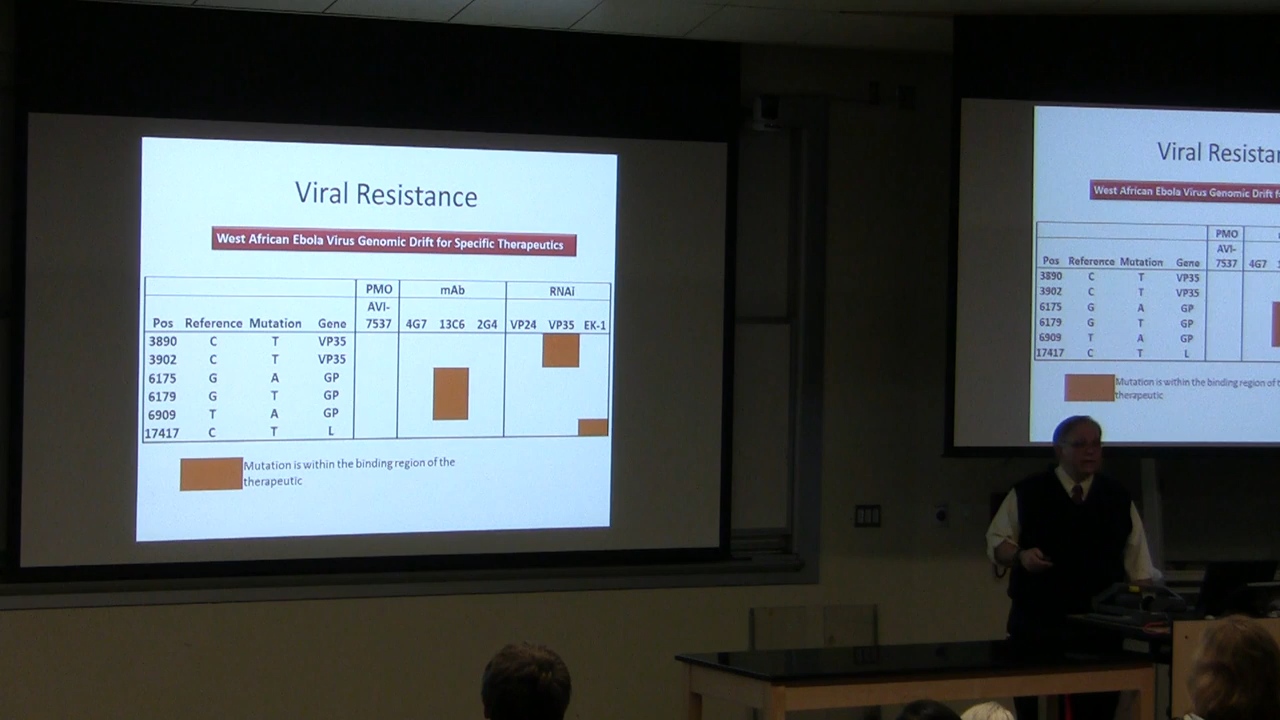 Viral Resistance
West African Ebola Virus Genomic Drift for Specific Therapeutics
PMO mAb RNAi
AVI-
Pos Reference Mutation Gene 7537 4G7 13C6 2G4 VP24 VP35 EK-1
3890 C T VP35
3902 C T VP35
6175 G A GP
6179 G T GP
6909 T A GP
17417 C T L
Mutation is within the binding region of the
therapeutic
Viral Resistar
West African Ebola Virus Genomic Drift f
PMO
AVI-
Pos Reference Mutation Gene 7537 4G7
3890 C T VP35
3902 C T VP35
6175 G A GP
6179 G T GP
6909 T A GP
17417 C T L
Mutation is within the binding region of
therapeutic